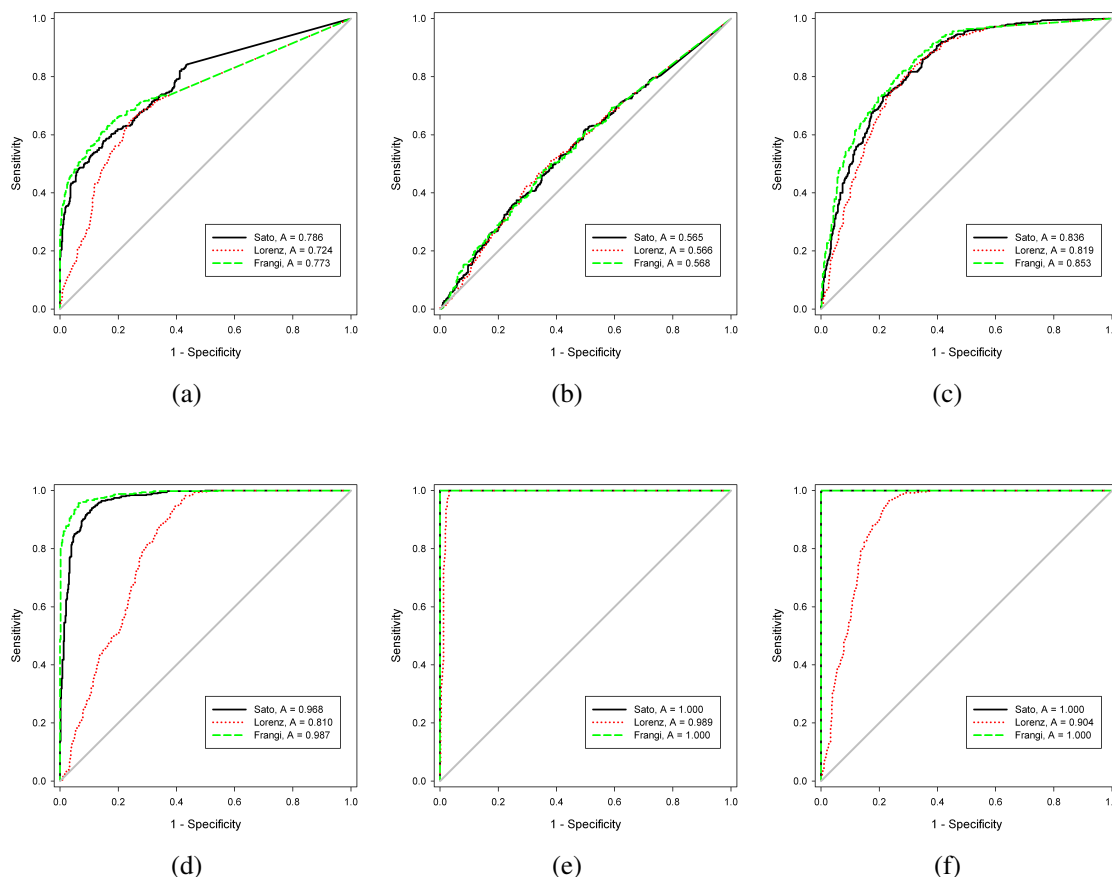 1.0
0.8
0.6
0.4
0.2
0.0
Sensitivity
Sato, A = 0.786
Lorenz, A = 0.724
Frangi, A = 0.773
0.0 0.2 0.4 0.6 0.8 1.0
1 - Specificity
(a)
1.0
0.8
0.6
0.4
0.2
0.0
Sensitivity
Sato, A = 0.565
Lorenz, A = 0.566
Frangi, A = 0.568
0.0 0.2 0.4 0.6 0.8 1.0
1 - Specificity
(b)
1.0
0.8
0.6
0.4
0.2
0.0
Sensitivity
Sato, A = 0.836
Lorenz, A = 0.819
Frangi, A = 0.853
0.0 0.2 0.4 0.6 0.8 1.0
1 - Specificity
(c)
1.0
0.8
0.6
0.4
0.2
0.0
Sensitivity
Sato, A = 0.968
Lorenz, A = 0.810
Frangi, A = 0.987
0.0 0.2 0.4 0.6 0.8 1.0
1 - Specificity
(d)
1.0
0.8
0.6
0.4
0.2
0.0
Sensitivity
Sato, A = 1.000
Lorenz, A = 0.989
Frangi, A = 1.000
0.0 0.2 0.4 0.6 0.8 1.0
1 - Specificity
(e)
1.0
0.8
0.6
0.4
0.2
0.0
Sensitivity
Sato, A = 1.000
Lorenz, A = 0.904
Frangi, A = 1.000
0.0 0.2 0.4 0.6 0.8 1.0
1 - Specificity
(f)